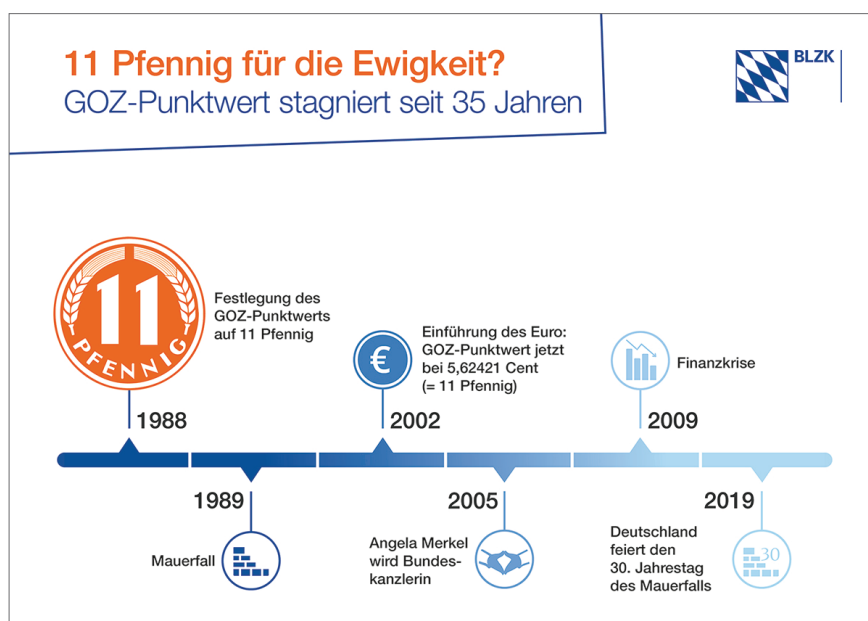 11 Pfennig für die Ewigkeit?
GOZ-Punktwert stagniert seit 35 Jahren
BLZK
11
PFENNIG
Festlegung des
GOZ-Punktwerts
auf 11 Pfennig
1988
€
Einführung des Euro:
GOZ-Punktwert jetzt
bei 5,62421 Cent
(= 11 Pfennig)
2002
Finanzkrise
2009
1989
Mauerfall
2005
Angela Merkel
wird Bundes-
kanzlerin
2019
Deutschland
feiert den
30. Jahrestag
des Mauerfalls
30